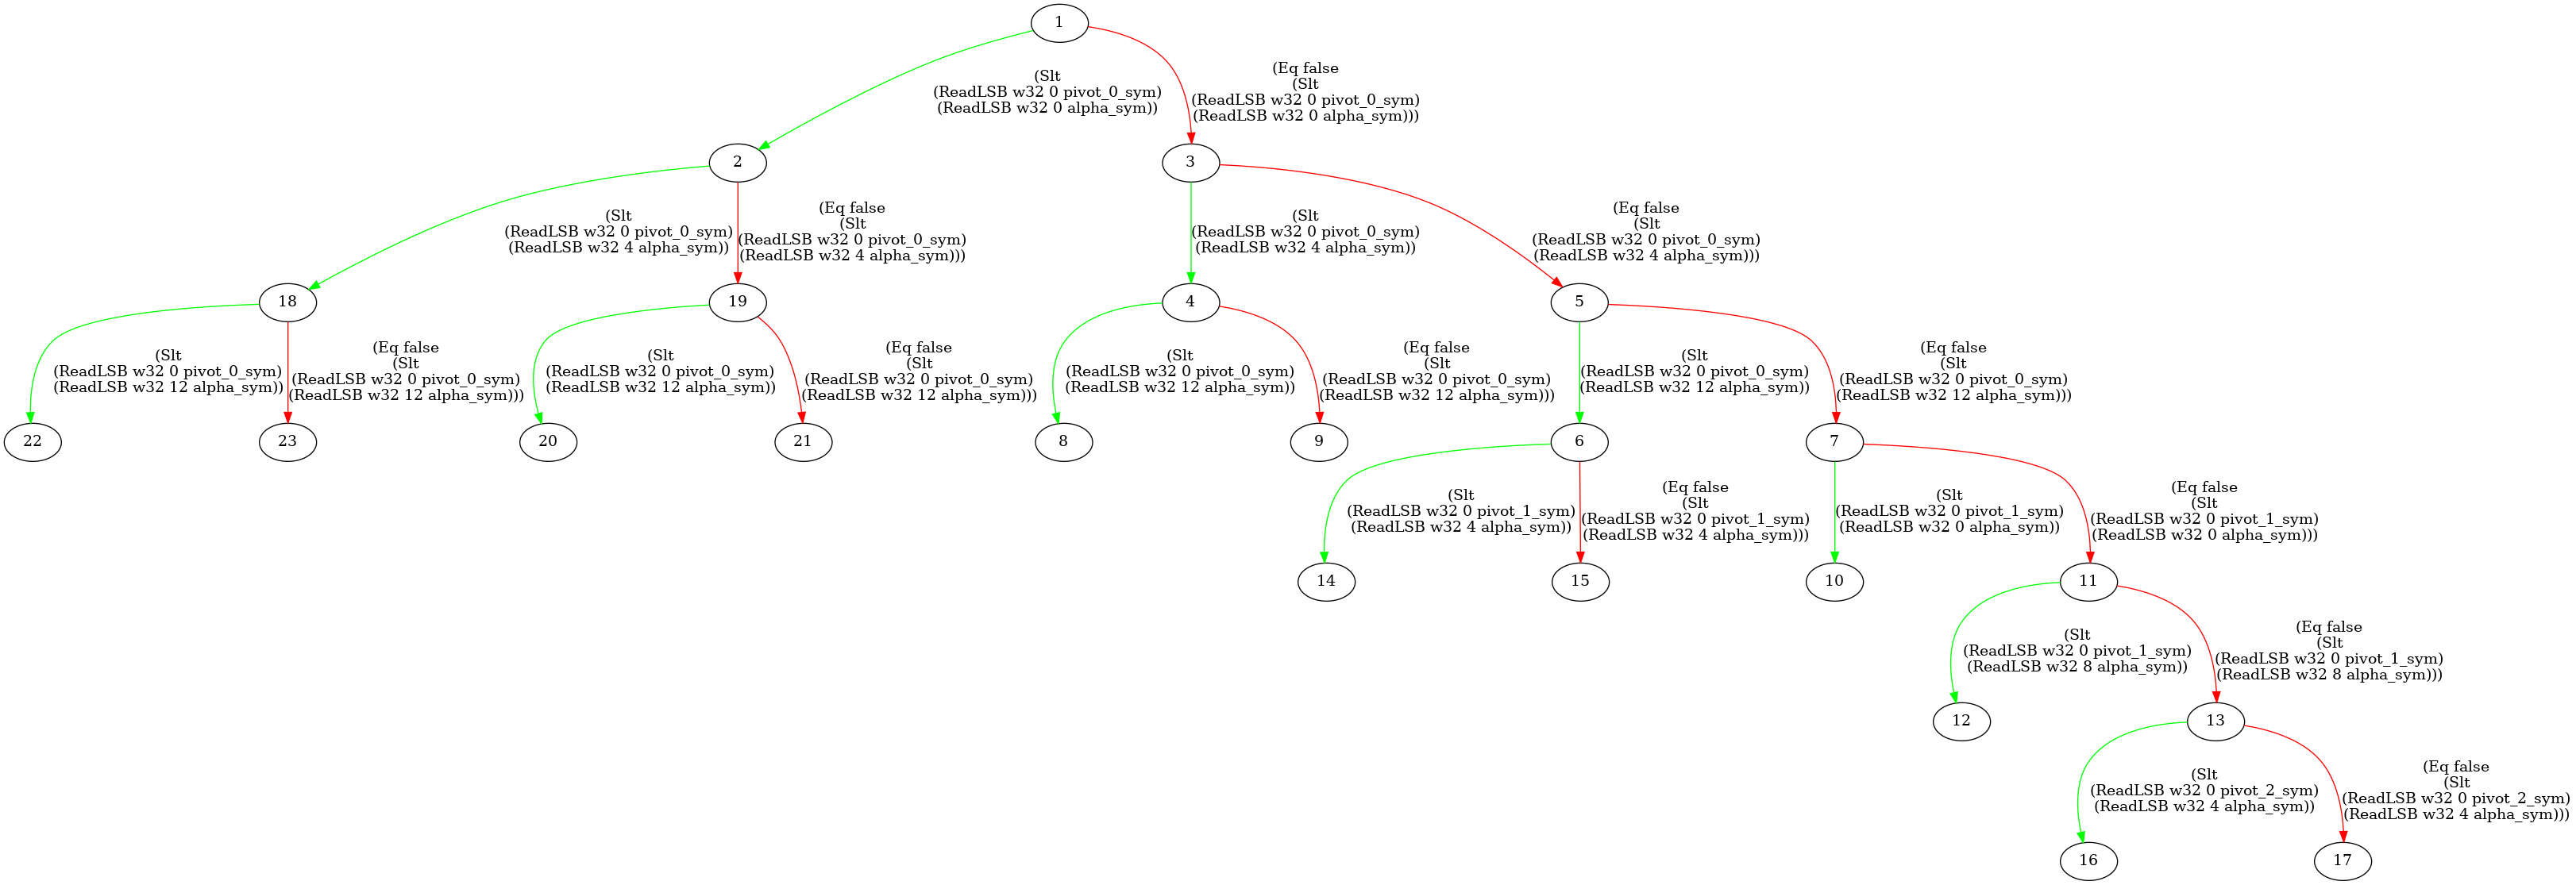 1
(Slt
(ReadLSB w32 0 pivot_0_sym)
(ReadLSB w32 0 alpha_sym))
(Eq false
(Slt
(ReadLSB w32 0 pivot_0_sym)
(ReadLSB w32 0 alpha_sym)))
2
3
(Slt
(ReadLSB w32 0 pivot_0_sym)
(ReadLSB w32 4 alpha_sym))
(Eq false
(Slt
(ReadLSB w32 0 pivot_0_sym)
(ReadLSB w32 4 alpha_sym)))
(Slt
(ReadLSB w32 0 pivot_0_sym)
(ReadLSB w32 4 alpha_sym))
(Eq false
(Slt
(ReadLSB w32 0 pivot_0_sym)
(ReadLSB w32 4 alpha_sym)))
18
19
4
5
(Slt
(ReadLSB w32 0 pivot_0_sym)
(ReadLSB w32 12 alpha_sym))
(Eq false
(Slt
(ReadLSB w32 0 pivot_0_sym)
(ReadLSB w32 12 alpha_sym)))
(Slt
(ReadLSB w32 0 pivot_0_sym)
(ReadLSB w32 12 alpha_sym))
(Eq false
(Slt
(ReadLSB w32 0 pivot_0_sym)
(ReadLSB w32 12 alpha_sym)))
(Slt
(ReadLSB w32 0 pivot_0_sym)
(ReadLSB w32 12 alpha_sym))
(Eq false
(Slt
(ReadLSB w32 0 pivot_0_sym)
(ReadLSB w32 12 alpha_sym)))
(Slt
(ReadLSB w32 0 pivot_0_sym)
(ReadLSB w32 12 alpha_sym))
(Eq false
(Slt
(ReadLSB w32 0 pivot_0_sym)
(ReadLSB w32 12 alpha_sym)))
22
23
20
21
8
9
6
7
(Slt
(ReadLSB w32 0 pivot_1_sym)
(ReadLSB w32 4 alpha_sym))
(Eq false
(Slt
(ReadLSB w32 0 pivot_1_sym)
(ReadLSB w32 4 alpha_sym)))
(Slt
(ReadLSB w32 0 pivot_1_sym)
(ReadLSB w32 0 alpha_sym))
(Eq false
(Slt
(ReadLSB w32 0 pivot_1_sym)
(ReadLSB w32 0 alpha_sym)))
14
15
10
11
(Slt
(ReadLSB w32 0 pivot_1_sym)
(ReadLSB w32 8 alpha_sym))
(Eq false
(Slt
(ReadLSB w32 0 pivot_1_sym)
(ReadLSB w32 8 alpha_sym)))
12
13
(Slt
(ReadLSB w32 0 pivot_2_sym)
(ReadLSB w32 4 alpha_sym))
(Eq false
(Slt
(ReadLSB w32 0 pivot_2_sym)
(ReadLSB w32 4 alpha_sym)))
16
17